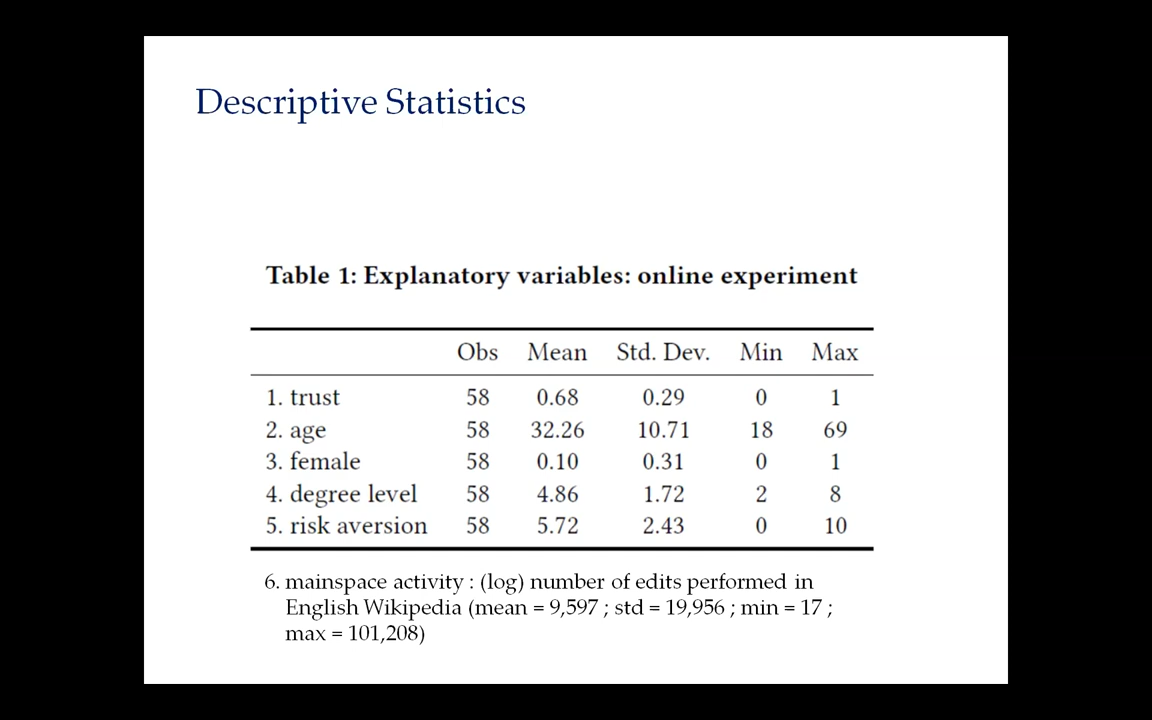 Descriptive Statistics
Table 1: Explanatory variables: online experiment
Obs Mean Std. Dev. Min Max
1. trust 58 0.68 0.29 0 1
2. age 58 32.26 10.71 18 69
3. female 58 0.10 0.31 0 1
4. degree level 58 4.86 1.72 2 8
5. risk aversion 58 5.72 2.43 0 10
6. mainspace activity : (log) number of edits performed in
English Wikipedia (mean = 9,597 ; std = 19,956 ; min = 17 ;
max = 101,208)